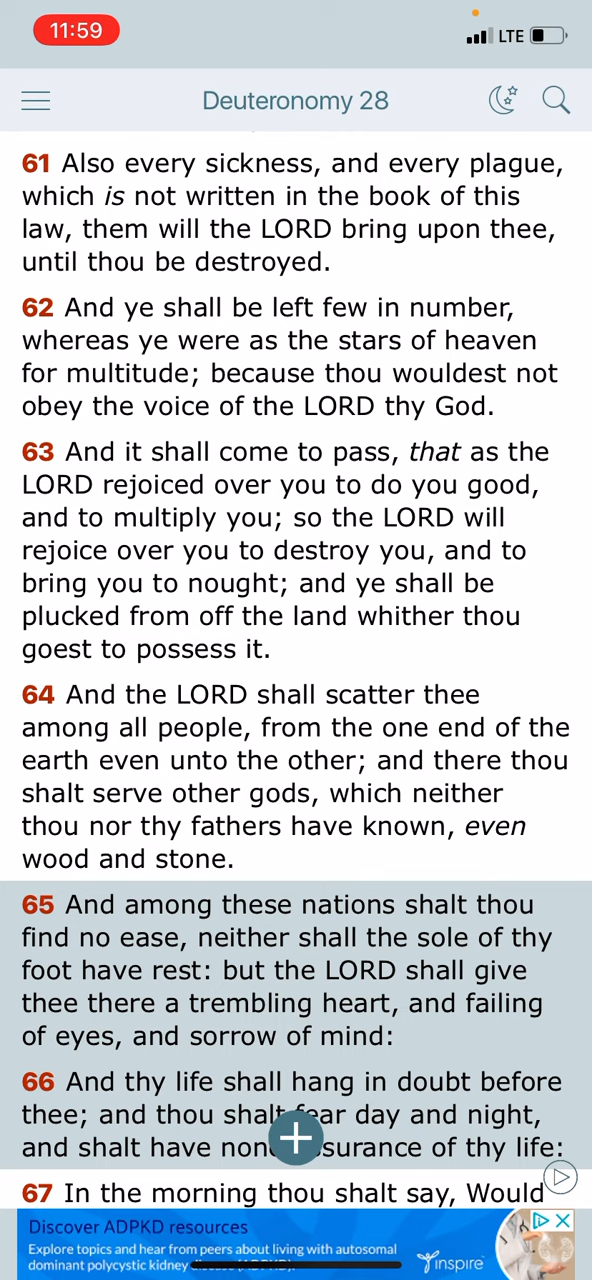 11:59
LTE
Deuteronomy 28
61 Also every sickness, and every plague,
which is not written in the book of this
law, them will the LORD bring upon thee,
until thou be destroyed.
62 And ye shall be left few in number,
whereas ye were as the stars of heaven
for multitude; because thou wouldest not
obey the voice of the LORD thy God.
63 And it shall come to pass, that as the
LORD rejoiced over you to do you good,
and to multiply you; so the LORD will
rejoice over you to destroy you, and to
bring you to nought; and ye shall be
plucked from off the land whither thou
goest to possess it.
64 And the LORD shall scatter thee
among all people, from the one end of the
earth even unto the other; and there thou
shalt serve other gods, which neither
thou nor thy fathers have known, even
wood and stone.
65 And among these nations shalt thou
find no ease, neither shall the sole of thy
foot have rest: but the LORD shall give
thee there a trembling heart, and failing
of eyes, and sorrow of mind:
66 And thy life shall hang in doubt before
thee; and thou shalt fear day and night,
and shalt have surance of thy life:
67 In the morning thou shalt say, Would
Discover ADPKD resources
Explore topics and hear from peers about living with autosomal
dominant polycystic kidney
inspire